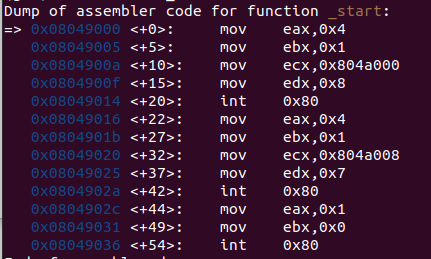 Dump of assembler code for function _start:
=> 0x08049000 <+0>: mov eax,0x4
0x08049005 <+5>: mov ebx,0x1
0x0804900a <+10>: mov ecx,0x804a000
0x0804900f <+15>: mov edx,0x8
0x08049014 <+20>: int 0x80
0x08049016 <+22>: mov eax,0x4
0x0804901b <+27>: mov ebx,0x1
0x08049020 <+32>: mov ecx,0x804a008
0x08049025 <+37>: mov edx,0x7
0x0804902a <+42>: int 0x80
0x0804902c <+44>: mov eax,0x1
0x08049031 <+49>: mov ebx,0x0
0x08049036 <+54>: int 0x80